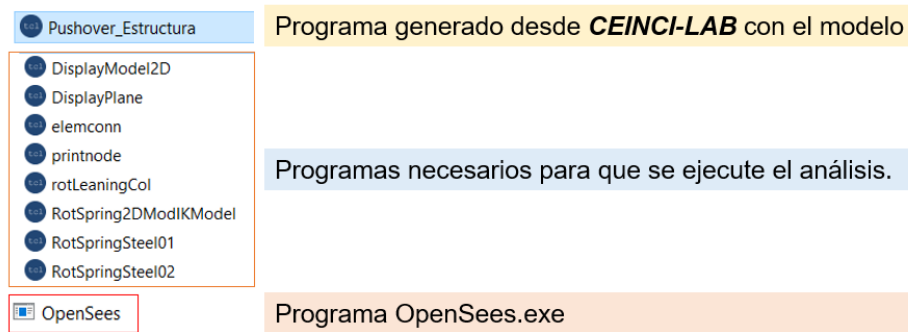 Pushover_Estructura
Programa generado desde CEINCI-LAB con el modelo
DisplayModel2D
DisplayPlane
elemconn
printnode
rotLeaningCol
RotSpring2DModIKModel
RotSpringSteel01
RotSpringSteel02
Programas necesarios para que se ejecute el análisis.
OpenSees
Programa OpenSees.exe